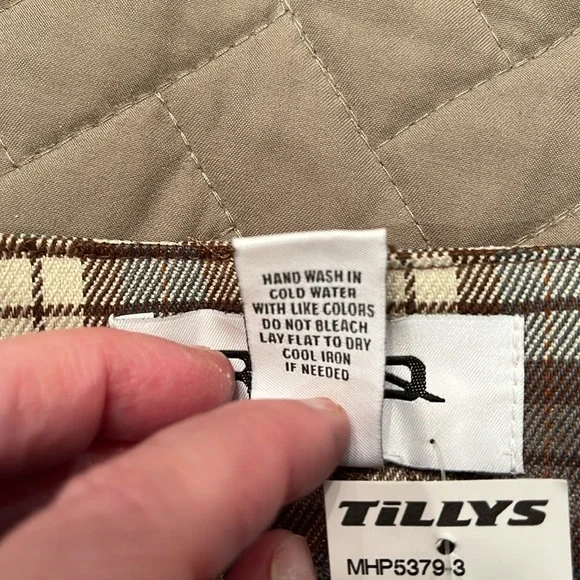 HAND WASH IN
COLD WATER
WITH LIKE COLORS
DO NOT BLEACH
LAY FLAT TO DRY
COOL IRON
IF NEEDED
TiLLYS
MHP5379-3